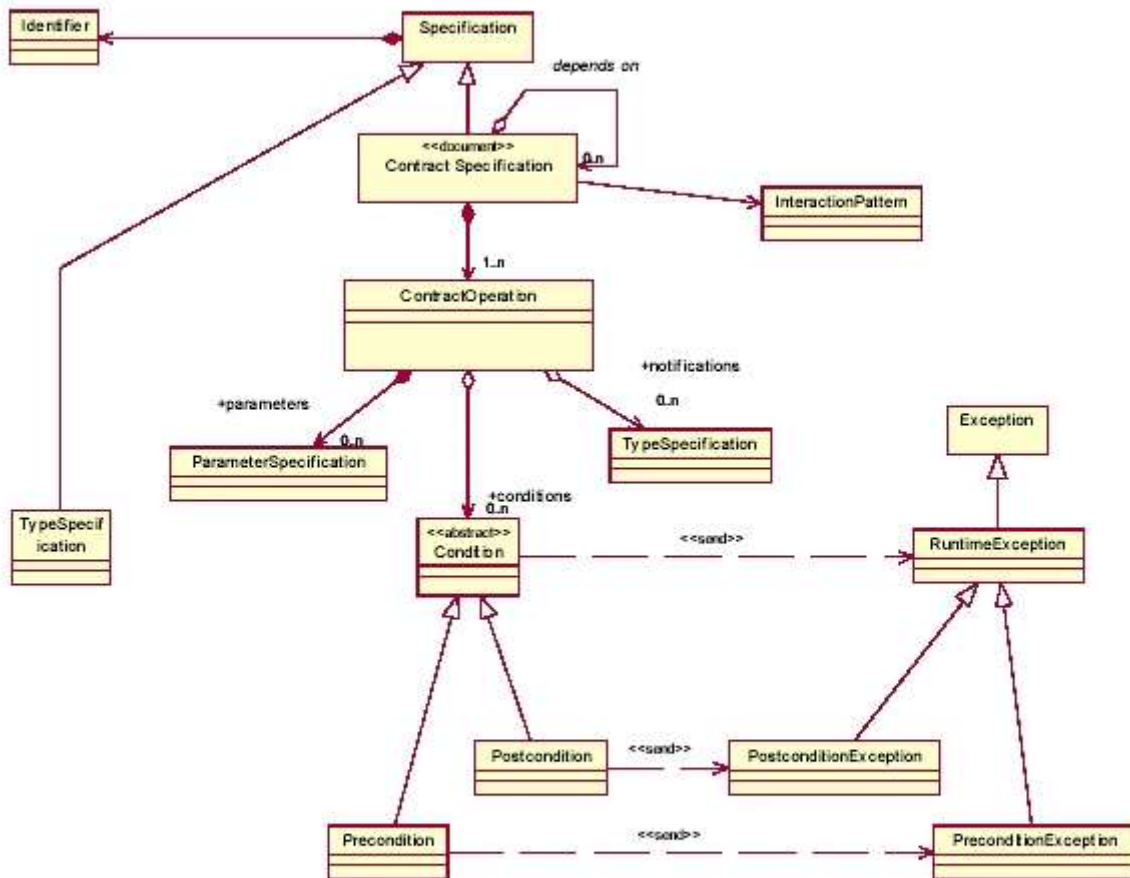 Identifier
Specification
depends on
<<document>>
Contract Specification
0..n
InteractionPattern
1..n
ContractOperation
+notifications
+parameters
0..n
0..n
Exception
ParameterSpecification
TypeSpecification
+conditions
0..n
TypeSpecif
ication
<<abstract>>
Condition
<<send>>
RuntimeException
Postcondition
<<send>>
PostconditionException
Precondition
<<send>>
PreconditionException